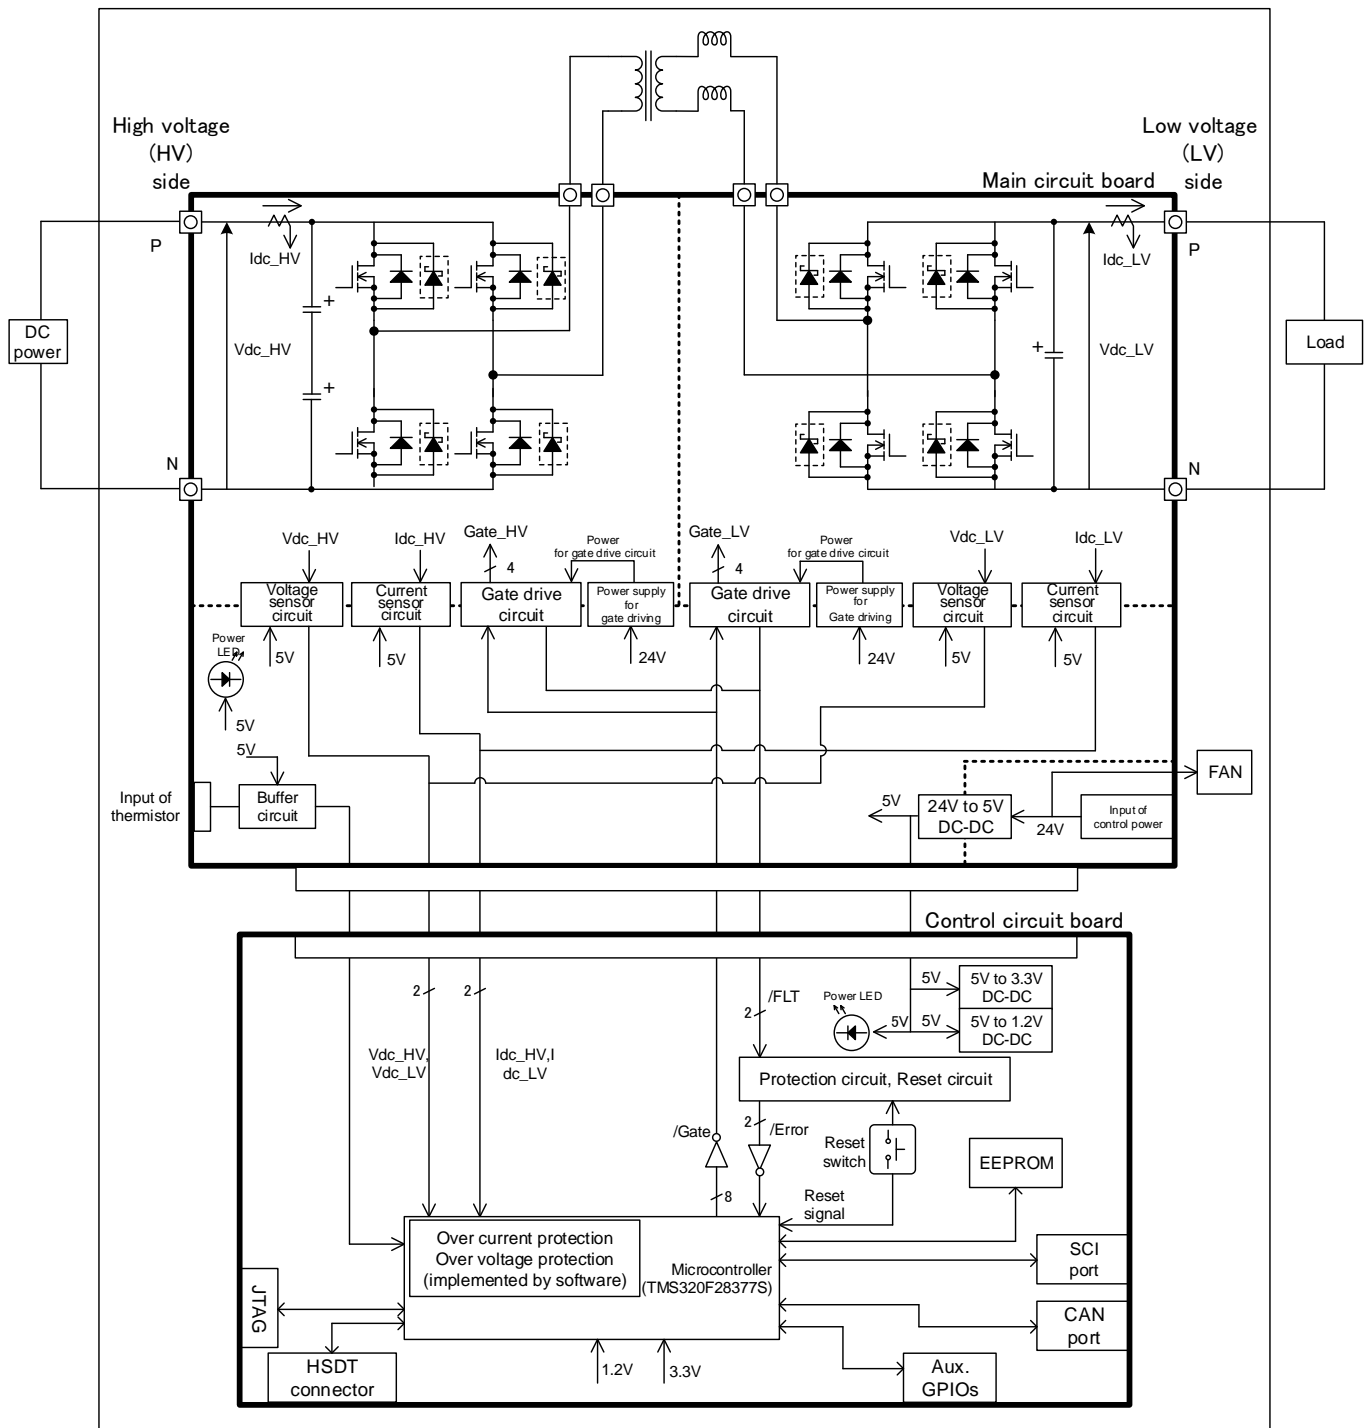 High voltage
(HV)
side
Low voltage
(LV)
side
Main circuit board
P
Idc_HV
Idc_LV
P
DC
power
Vdc_HV
+
+
+
Vdc_LV
Load
N
N
Vdc_HV
Idc_HV
Gate_HV
4
Power
for gate drive circuit
Gate_LV
4
Power
for gate drive circuit
Vdc_LV
Idc_LV
Voltage
sensor
circuit
Current
sensor
circuit
Gate drive
circuit
Power supply
for
gate driving
Gate drive
circuit
Power supply
for
Gate driving
Voltage
sensor
circuit
Current
sensor
circuit
Power
LED
5V
5V
24V
24V
5V
5V
5V
5V
Input of
thermistor
Buffer
circuit
5V
24V to 5V
DC-DC
24V
Input of
control power
FAN
Control circuit board
2
2
Vdc_HV,
Vdc_LV
Idc_HV,I
dc_LV
/FLT
2
Power LED
5V
5V
5V
5V to 3.3V
DC-DC
5V to 1.2V
DC-DC
Protection circuit, Reset circuit
/Gate
2
/Error
Reset
switch
EEPROM
8
Reset
signal
Over current protection
Over voltage protection
(implemented by software)
Microcontroller
(TMS320F28377S)
SCI
port
JTAG
CAN
port
HSDT
connector
1.2V
3.3V
Aux.
GPIOs